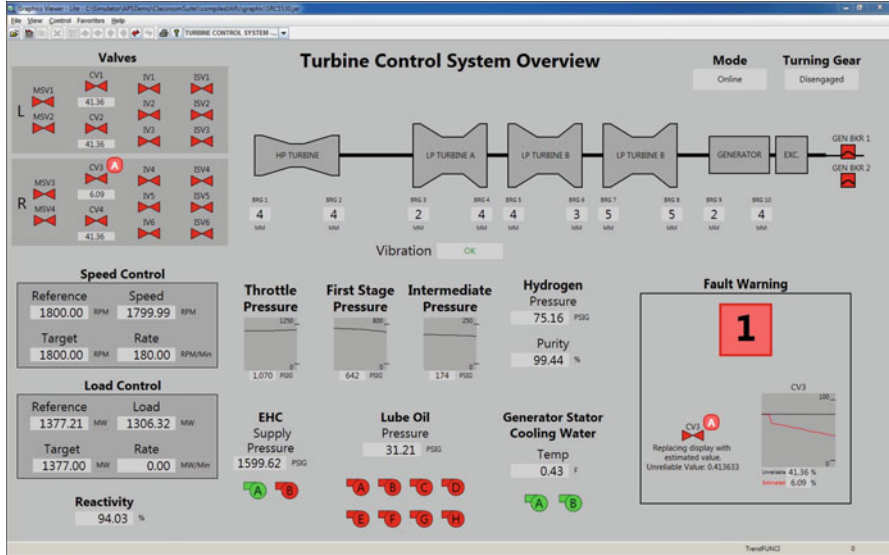 Graphics Viewer - Lite - C:\Simulator\APSDemo\ClassroomSuite\compiled\AFs\graphic\SRC5530.jar
File View Control Favorites Help
TURBINE CONTROL SYSTEM -...
Valves
Turbine Control System Overview
Mode
Turning Gear
Online
Disengaged
L
MSV1
CV1
IV1
ISV1
41.36
MSV2
CV2
IV2
ISV2
41.36
IV3
ISV3
R
MSV3
CV3
A
IV4
ISV4
6.09
MSV4
CV4
IV5
ISV5
41.36
IV6
ISV6
HP TURBINE
LP TURBINE A
LP TURBINE B
LP TURBINE B
GENERATOR
EXC.
GEN BKR 1
GEN BKR 2
BRG 1
BRG 2
BRG 3
BRG 4
BRG 5
BRG 6
BRG 7
BRG 8
BRG 9
BRG 10
4 4 2 4 4 3 5 5 2 4
MM MM MM MM MM MM MM MM MM MM
Vibration OK
Speed Control
Reference Speed
1800.00 RPM 1799.99 RPM
Target Rate
1800.00 RPM 180.00 RPM/Min
Load Control
Reference Load
1377.21 MW 1306.32 MW
Target Rate
1377.00 MW 0.00 MW/Min
Reactivity
94.03 %
Throttle
Pressure
1250
0
1,070 PSIG
First Stage
Pressure
800
0
642 PSIG
Intermediate
Pressure
250
0
174 PSIG
Hydrogen
Pressure
75.16 PSIG
Purity
99.44 %
EHC
Supply
Pressure
1599.62 PSIG
A B
Lube Oil
Pressure
31.21 PSIG
A B C D
E F G H
Generator Stator
Cooling Water
Temp
0.43 F
A B
Fault Warning
1
CV3
A
Replacing display with
estimated value.
Unreliable Value: 0.413633
CV3
100
0
Unreliable 41.36 %
Estimated 6.09 %
TrendFUNC1 0